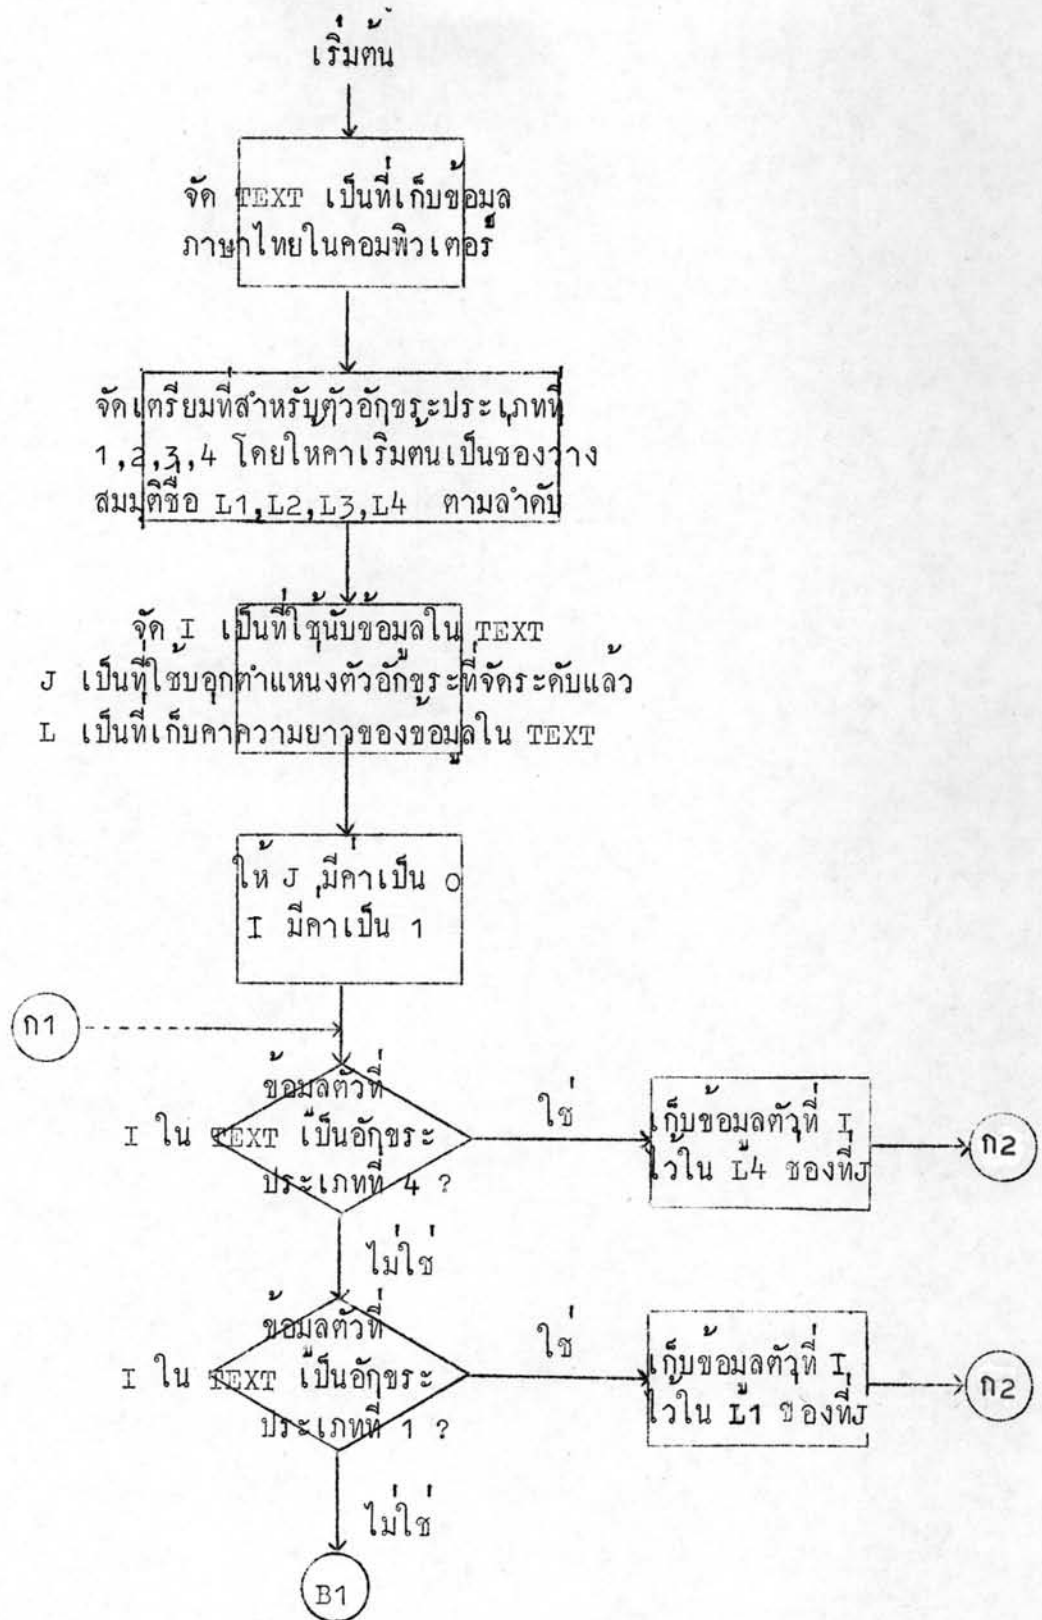 เริ่มต้น
จัด TEXT เป็นที่เก็บข้อมูล
ภาษาไทยในคอมพิวเตอร์
จัดเตรียมที่สำหรับตัวอักขระประเภทที่
1,2,3,4 โดยให้ค่าเริ่มต้นเป็นช่องว่าง
สมมุติชื่อ L1,L2,L3,L4 ตามลำดับ
จัด I เป็นที่ใช้นับข้อมูลใน TEXT
J เป็นที่ใช้บอกตำแหน่งตัวอักขระที่จัดระดับแล้ว
L เป็นที่เก็บค่าความยาวของข้อมูลใน TEXT
ให้ J มีค่าเป็น 0
I มีค่าเป็น 1
ก1
ข้อมูลตัวที่
I ใน TEXT เป็นอักขระ
ประเภทที่ 4 ?
ใช่
เก็บข้อมูลตัวที่ I
ไว้ใน L4 ช่องที่J
ก2
ไม่ใช่
ข้อมูลตัวที่
I ใน TEXT เป็นอักขระ
ประเภทที่ 1 ?
ใช่
เก็บข้อมูลตัวที่ I
ไว้ใน L1 ช่องที่J
ก2
ไม่ใช่
B1